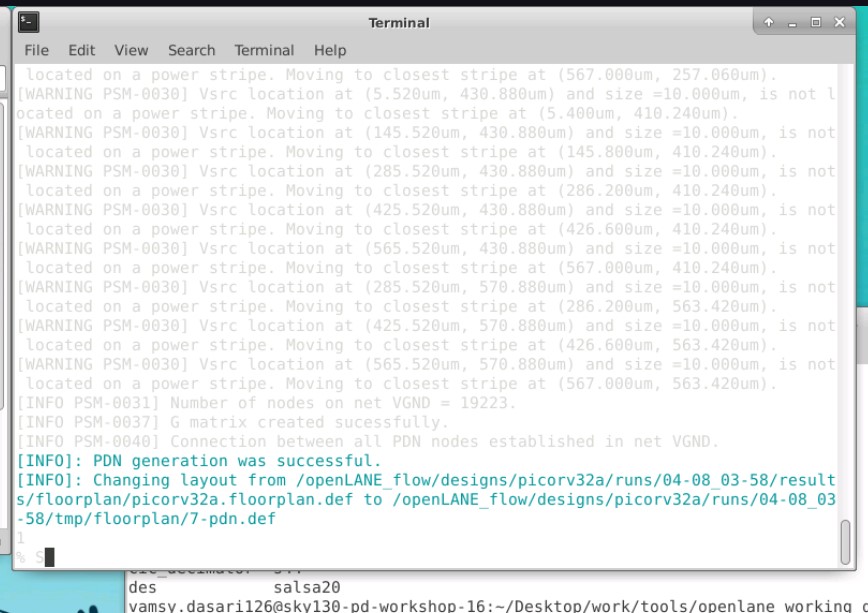 Terminal
File Edit View Search Terminal Help
located on a power stripe. Moving to closest stripe at (567.000um, 257.060um).
[WARNING PSM-0030] Vsrc location at (5.520um, 430.880um) and size =10.000um, is not l
ocated on a power stripe. Moving to closest stripe at (5.400um, 410.240um).
[WARNING PSM-0030] Vsrc location at (145.520um, 430.880um) and size =10.000um, is not
located on a power stripe. Moving to closest stripe at (145.800um, 410.240um).
[WARNING PSM-0030] Vsrc location at (285.520um, 430.880um) and size =10.000um, is not
located on a power stripe. Moving to closest stripe at (286.200um, 410.240um).
[WARNING PSM-0030] Vsrc location at (425.520um, 430.880um) and size =10.000um, is not
located on a power stripe. Moving to closest stripe at (426.600um, 410.240um).
[WARNING PSM-0030] Vsrc location at (565.520um, 430.880um) and size =10.000um, is not
located on a power stripe. Moving to closest stripe at (567.000um, 410.240um).
[WARNING PSM-0030] Vsrc location at (285.520um, 570.880um) and size =10.000um, is not
located on a power stripe. Moving to closest stripe at (286.200um, 563.420um).
[WARNING PSM-0030] Vsrc location at (425.520um, 570.880um) and size =10.000um, is not
located on a power stripe. Moving to closest stripe at (426.600um, 563.420um).
[WARNING PSM-0030] Vsrc location at (565.520um, 570.880um) and size =10.000um, is not
located on a power stripe. Moving to closest stripe at (567.000um, 563.420um).
[INFO PSM-0031] Number of nodes on net VGND = 19223.
[INFO PSM-0037] G matrix created sucessfully.
[INFO PSM-0040] Connection between all PDN nodes established in net VGND.
[INFO]: PDN generation was successful.
[INFO]: Changing layout from /openLANE_flow/designs/picorv32a/runs/04-08_03-58/result
s/floorplan/picorv32a.floorplan.def to /openLANE_flow/designs/picorv32a/runs/04-08_03
-58/tmp/floorplan/7-pdn.def
1
% S
des salsa20
vamsy.dasari126@sky130-pd-workshop-16:~/Desktop/work/tools/openlane_working_